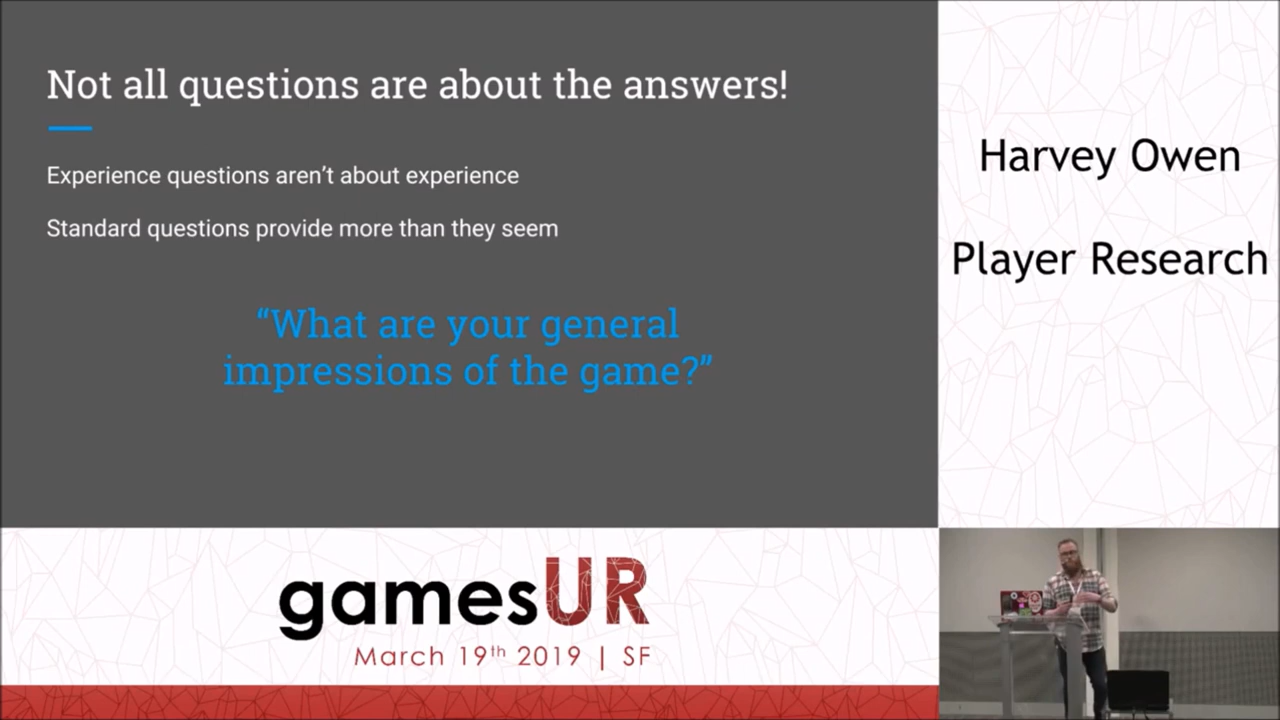 Not all questions are about the answers!
Experience questions aren’t about experience
Standard questions provide more than they seem
“What are your general
impressions of the game?”
Harvey Owen
Player Research
gamesUR
March 19th 2019 | SF